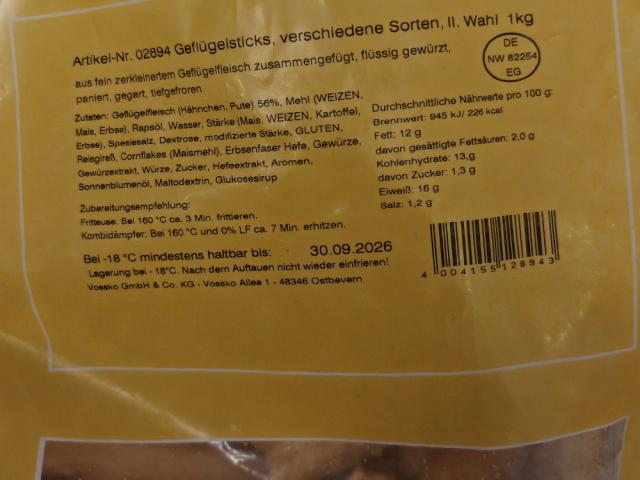 Artikel-Nr. 02894 Geflügelsticks, verschiedene Sorten, II. Wahl 1kg
aus fein zerkleinertem Geflügelfleisch zusammengefügt, flüssig gewürzt,
paniert, gegart, tiefgefroren
DE
NW 82254
EG
Zutaten: Geflügelfleisch (Hähnchen, Pute) 56%, Mehl (WEIZEN,
Mais, Erbse), Rapsöl, Wasser, Stärke (Mais, WEIZEN, Kartoffel,
Erbse), Speisesalz, Dextrose, modifizierte Stärke, GLUTEN,
Reisgrieß, Cornflakes (Maismehl), Erbsenfaser Hefe, Gewürze,
Gewürzextrakt, Würze, Zucker, Hefeextrakt, Aromen,
Sonnenblumenöl, Maltodextrin, Glukosesirup
Durchschnittliche Nährwerte pro 100 g:
Brennwert: 945 kJ/ 226 kcal
Fett: 12 g
davon gesättigte Fettsäuren: 2,0 g
Kohlenhydrate: 13,g
davon Zucker: 1,3 g
Eiweiß: 16 g
Salz: 1,2 g
Zubereitungsempfehlung:
Fritteuse: Bei 160 °C ca. 3 Min. frittieren.
Kombidämpfer: Bei 160 °C und 0% LF ca. 7 Min. erhitzen.
Bei -18 °C mindestens haltbar bis: 30.09.2026
Lagerung bei - 18°C. Nach dem Auftauen nicht wieder einfrieren!
Vossko GmbH & Co. KG - Vossko Allee 1 - 48346 Ostbevern
4 004155 128943